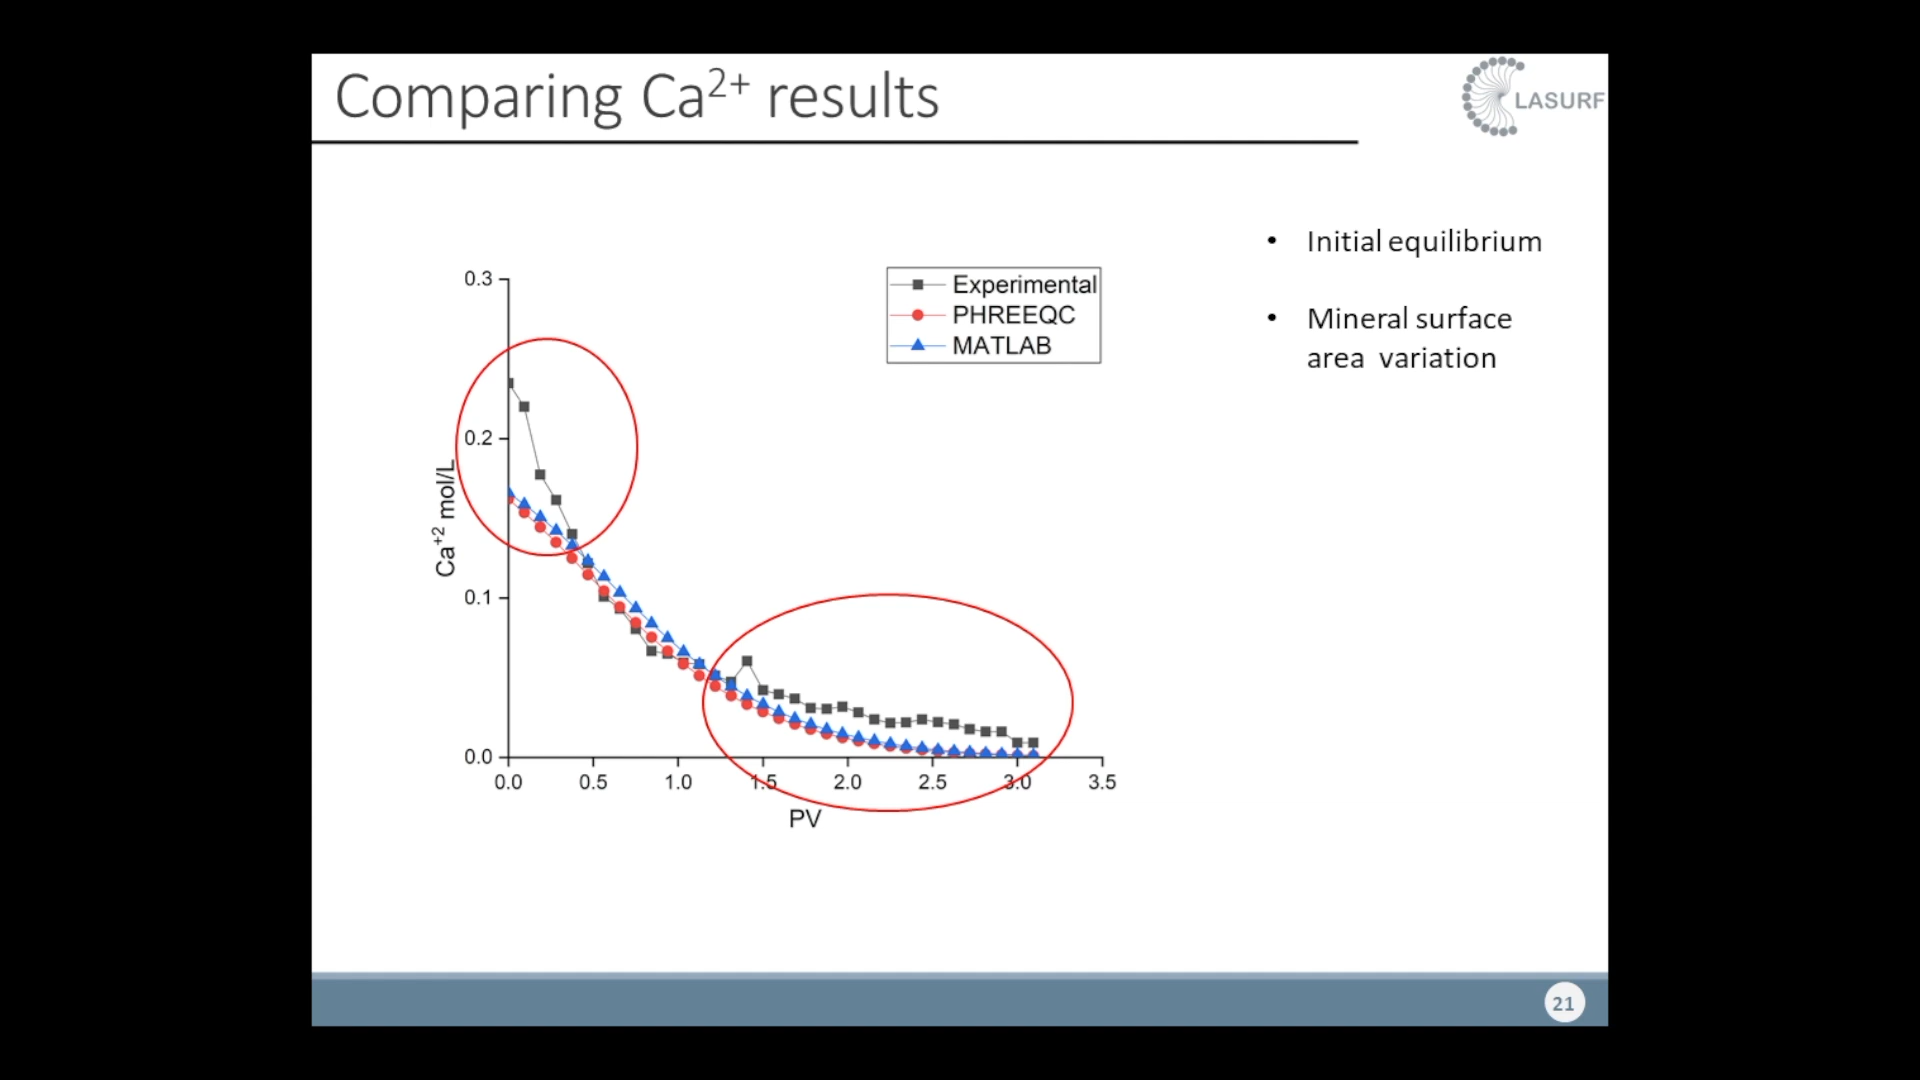 Comparing Ca2+ results
LASURF
• Initial equilibrium
• Mineral surface
area variation
Experimental
PHREEQC
MATLAB
0.3
0.2
0.1
0.0
Ca+2 mol/L
0.0 0.5 1.0 1.5 2.0 2.5 3.0 3.5
PV
21